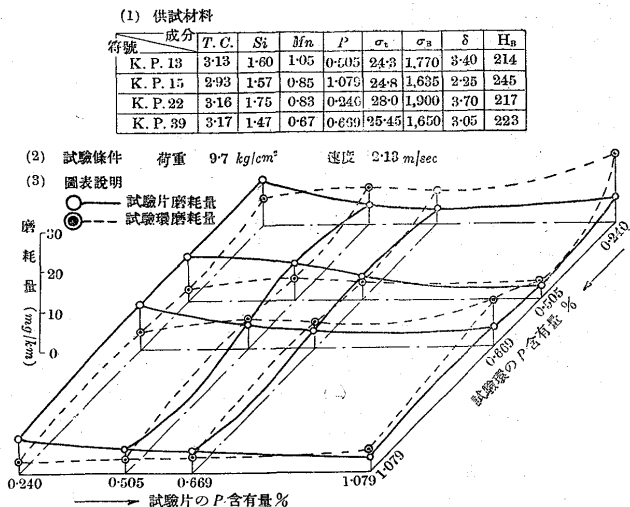 (1) 供試材料
成分
符號
T. C. Si Mn P σt σB δ HB
K. P. 13 3·13 1·60 1·05 0·505 24·3 1,770 3·40 214
K. P. 15 2·93 1·57 0·85 1·079 24·8 1,635 2·25 245
K. P. 22 3·16 1·75 0·83 0·240 28·0 1,900 3·70 217
K. P. 39 3·17 1·47 0·67 0·669 25·45 1,650 3·05 223
(2) 試驗條件 荷重 9·7 kg/cm² 速度 2·13 m/sec
(3) 圖表說明
試驗片磨耗量
試驗環磨耗量
磨耗量 (mg/km)
30
20
10
0
0·240
0·505
0·669
1·079
試驗環の P 含有量 %
0·240 0·505 0·669 1·079
試驗片の P 含有量 %